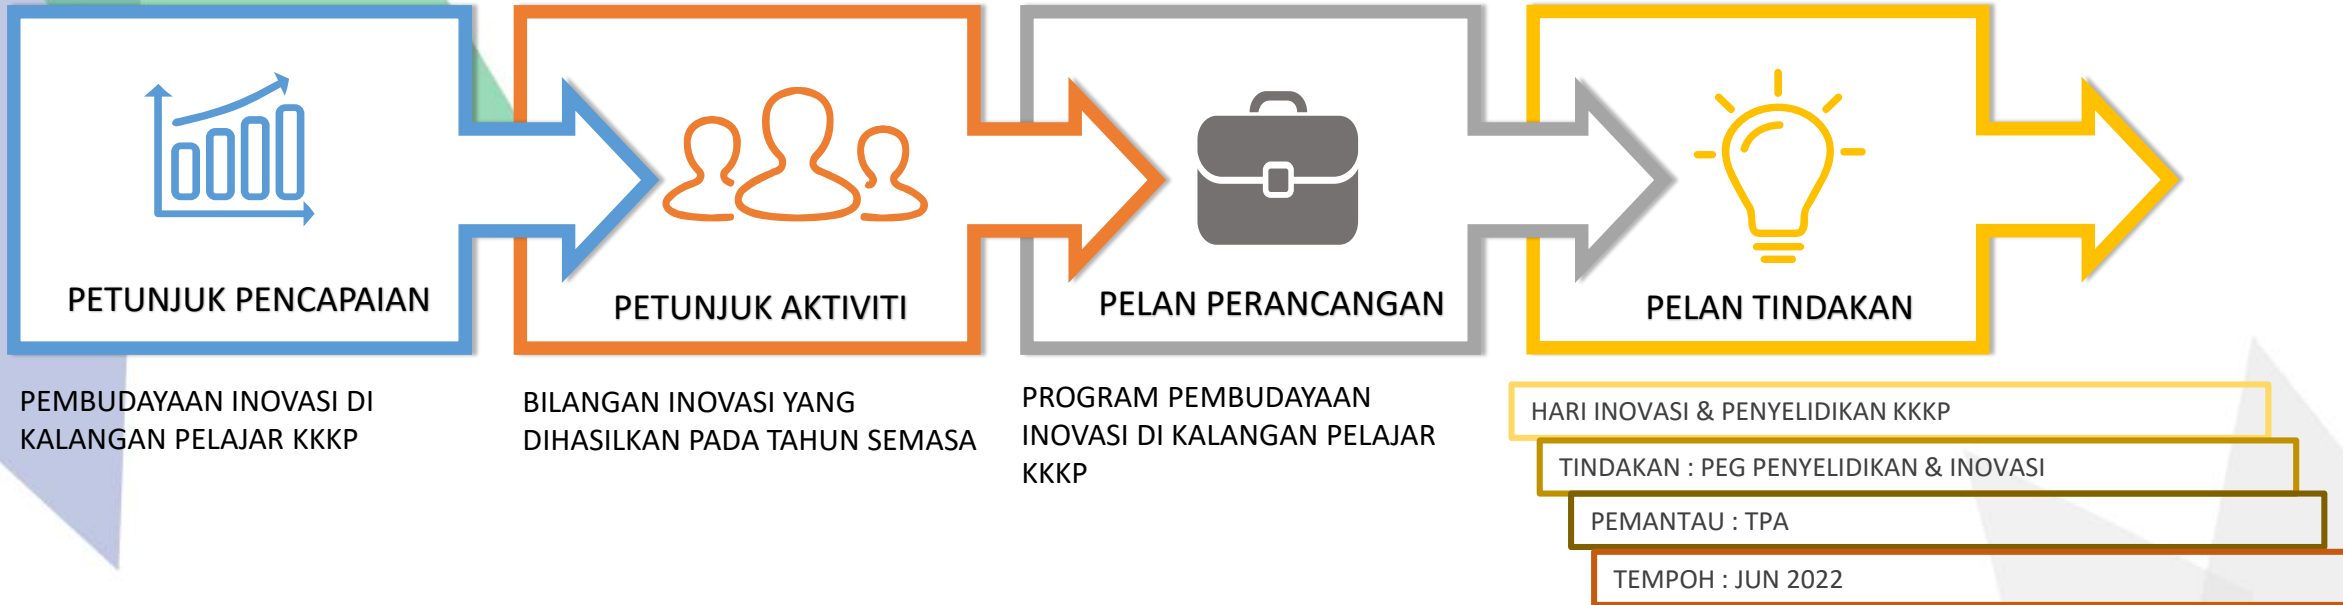 PETUNJUK PENCAPAIAN
PEMBUDAYAAN INOVASI DI
KALANGAN PELAJAR KKKP
PETUNJUK AKTIVITI
BILANGAN INOVASI YANG
DIHASILKAN PADA TAHUN SEMASA
PELAN PERANCANGAN
PROGRAM PEMBUDAYAAN
INOVASI DI KALANGAN PELAJAR
KKKP
PELAN TINDAKAN
HARI INOVASI & PENYELIDIKAN KKKP
TINDAKAN : PEG PENYELIDIKAN & INOVASI
PEMANTAU : TPA
TEMPOH : JUN 2022